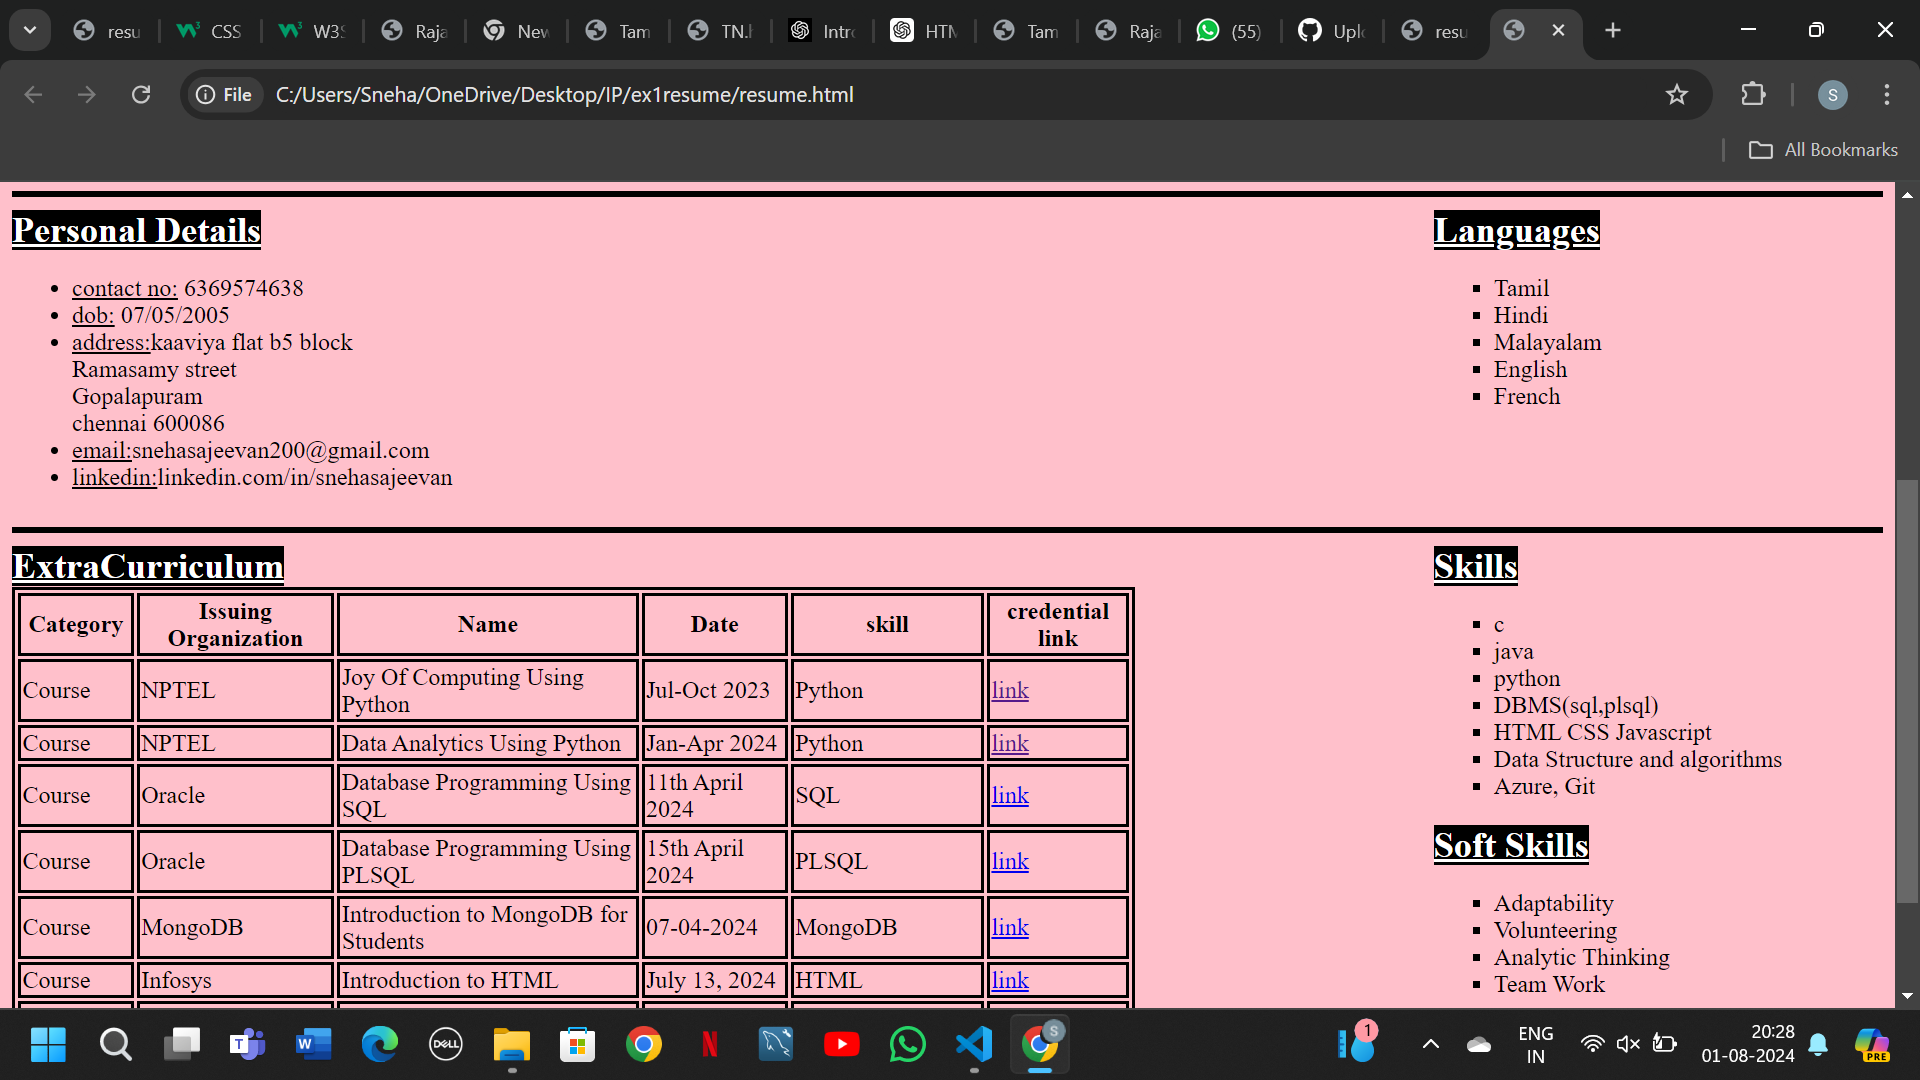 resu
CSS
W3S
Raja
New
Tam
TN.h
Intro
HTM
Tam
Raja
(55)
Uplo
resu
File
C:/Users/Sneha/OneDrive/Desktop/IP/ex1resume/resume.html
S
All Bookmarks
Personal Details
contact no: 6369574638
dob: 07/05/2005
address:kaaviya flat b5 block
Ramasamy street
Gopalapuram
chennai 600086
email:snehasajeevan200@gmail.com
linkedin:linkedin.com/in/snehasajeevan
Languages
Tamil
Hindi
Malayalam
English
French
ExtraCurriculum
Category Issuing Organization Name Date skill credential link
Course NPTEL Joy Of Computing Using Python Jul-Oct 2023 Python link
Course NPTEL Data Analytics Using Python Jan-Apr 2024 Python link
Course Oracle Database Programming Using SQL 11th April 2024 SQL link
Course Oracle Database Programming Using PLSQL 15th April 2024 PLSQL link
Course MongoDB Introduction to MongoDB for Students 07-04-2024 MongoDB link
Course Infosys Introduction to HTML July 13, 2024 HTML link
Skills
c
java
python
DBMS(sql,plsql)
HTML CSS Javascript
Data Structure and algorithms
Azure, Git
Soft Skills
Adaptability
Volunteering
Analytic Thinking
Team Work
DELL
1
ENG
IN
20:28
01-08-2024
PRE